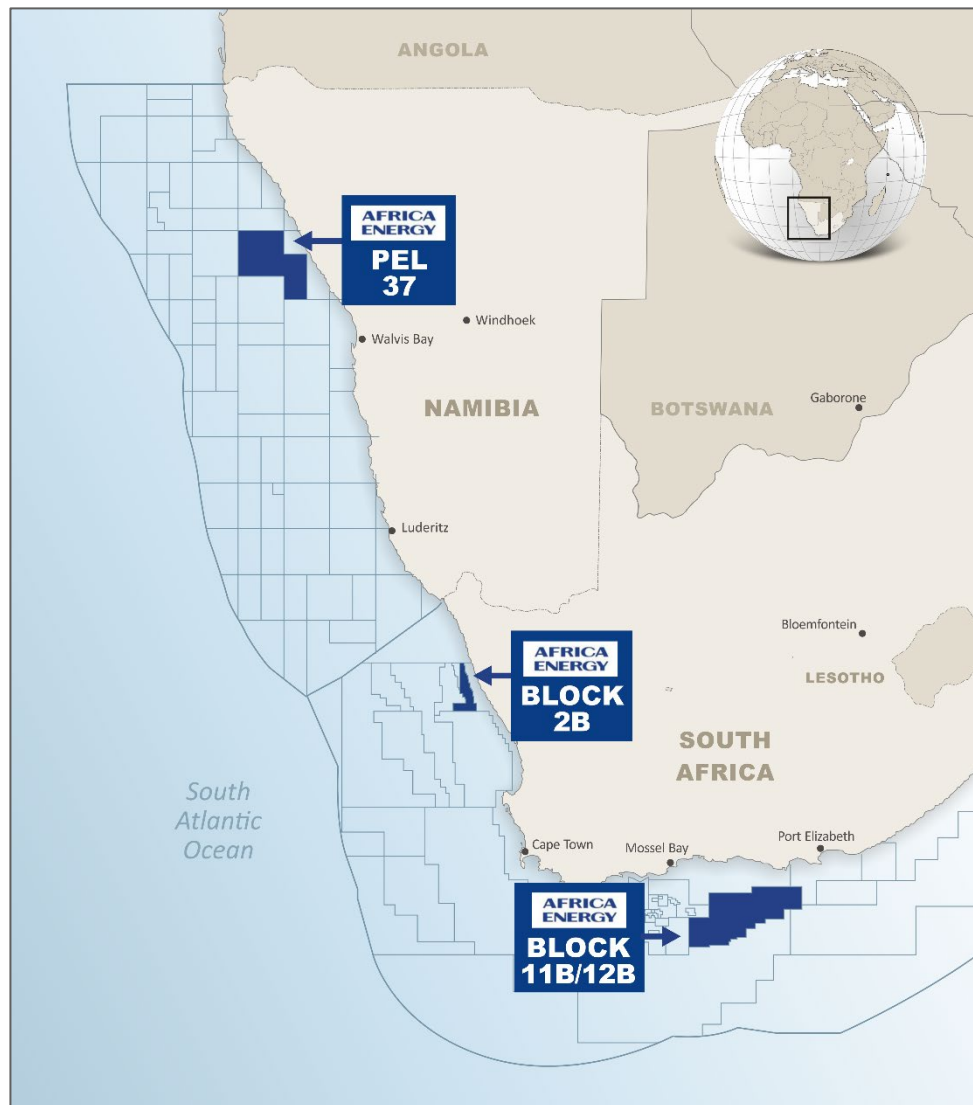 ANGOLA
AFRICA
ENERGY
PEL
37
Windhoek
Walvis Bay
NAMIBIA
BOTSWANA
Gaborone
Luderitz
Bloemfontein
LESOTHO
AFRICA
ENERGY
BLOCK
2B
SOUTH
AFRICA
South
Atlantic
Ocean
Cape Town
Mossel Bay
Port Elizabeth
AFRICA
ENERGY
BLOCK
11B/12B